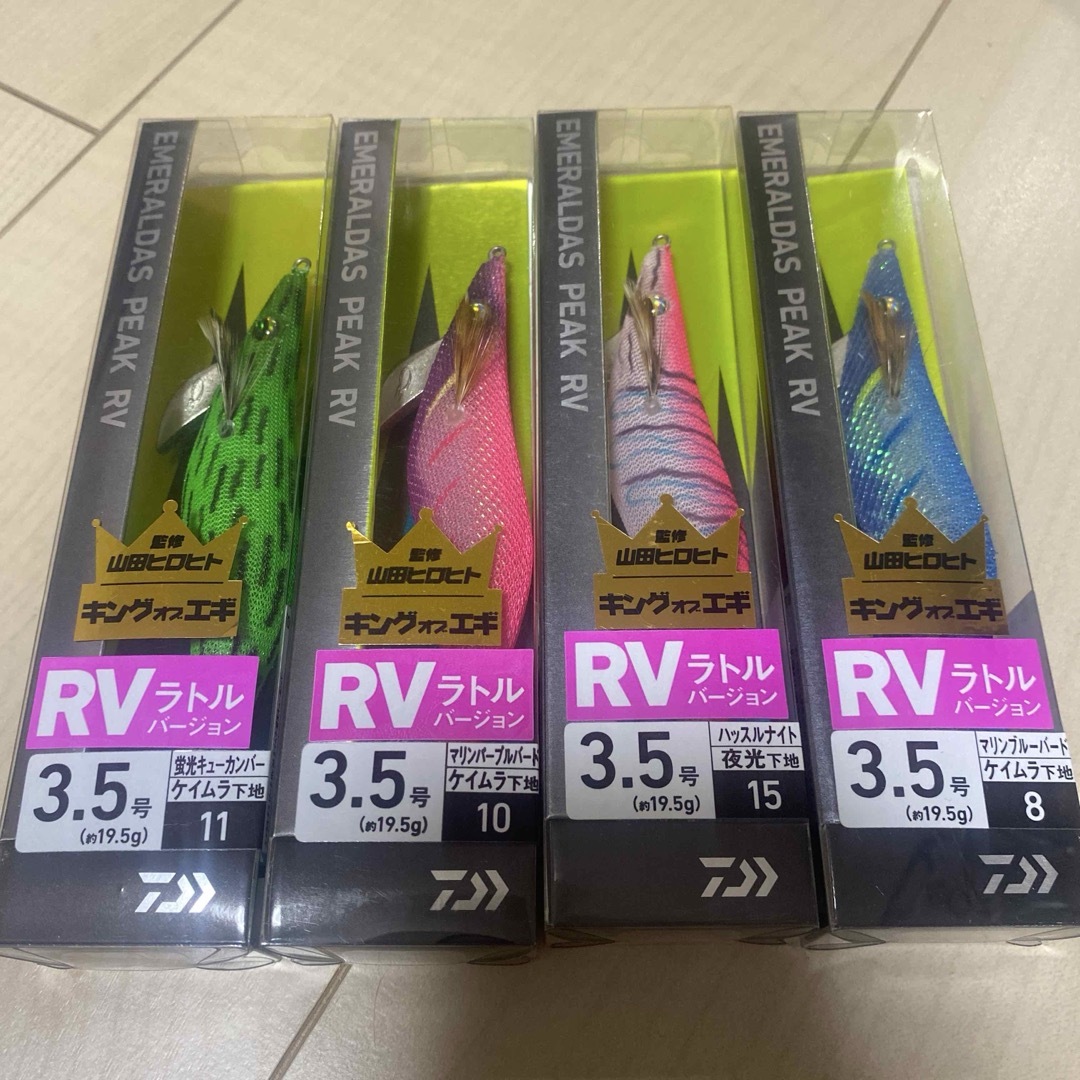 EMERALDAS PEAK RV
監修
山田ヒロヒト
キングオブエギ
RV ラトル
バージョン
3.5号
(約19.5g)
蛍光キューカンバー
ケイムラ下地
11
EMERALDAS PEAK RV
監修
山田ヒロヒト
キングオブエギ
RV ラトル
バージョン
3.5号
(約19.5g)
マリンパープルバード
ケイムラ下地
10
EMERALDAS PEAK RV
監修
山田ヒロヒト
キングオブエギ
RV ラトル
バージョン
3.5号
(約19.5g)
ハッスルナイト
夜光下地
15
EMERALDAS PEAK RV
監修
山田ヒロヒト
キングオブエギ
RV ラトル
バージョン
3.5号
(約19.5g)
マリンブルーバード
ケイムラ下地
8